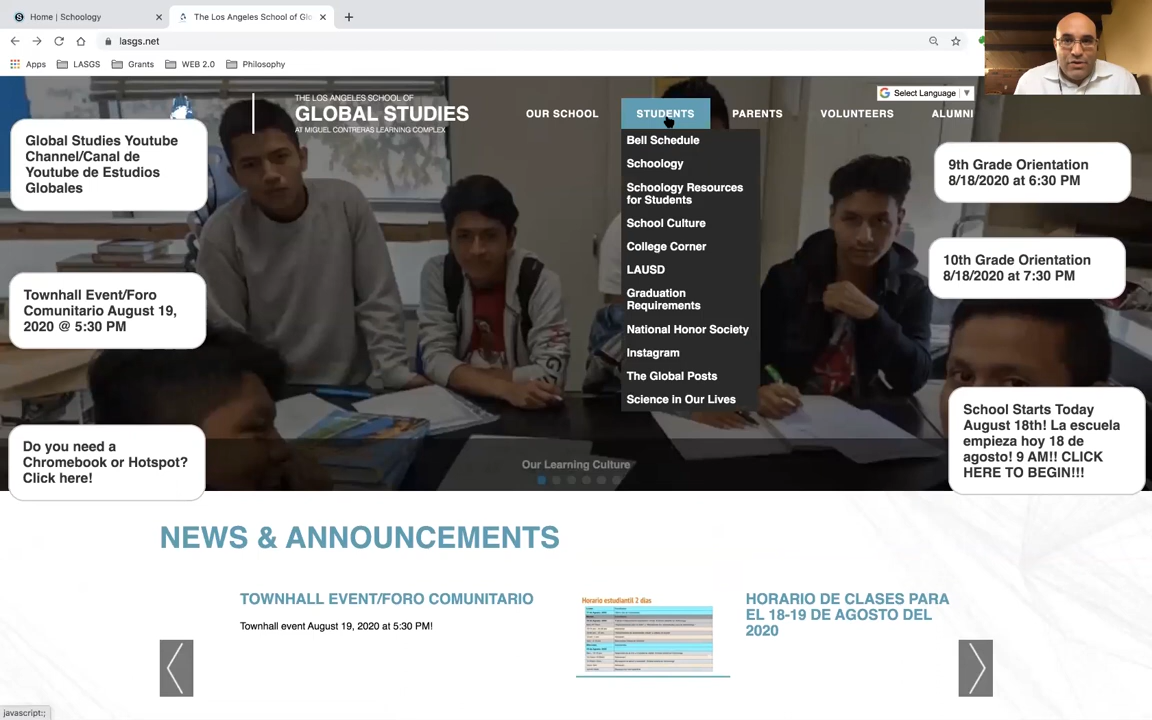 Home | Schoology
The Los Angeles School of Glo
lasgs.net
Apps
LASGS
Grants
WEB 2.0
Philosophy
Select Language
THE LOS ANGELES SCHOOL OF
GLOBAL STUDIES
AT MIGUEL CONTRERAS LEARNING COMPLEX
OUR SCHOOL
STUDENTS
PARENTS
VOLUNTEERS
ALUMNI
Bell Schedule
Schoology
Schoology Resources
for Students
School Culture
College Corner
LAUSD
Graduation
Requirements
National Honor Society
Instagram
The Global Posts
Science in Our Lives
Global Studies Youtube
Channel/Canal de
Youtube de Estudios
Globales
Townhall Event/Foro
Comunitario August 19,
2020 @ 5:30 PM
Do you need a
Chromebook or Hotspot?
Click here!
9th Grade Orientation
8/18/2020 at 6:30 PM
10th Grade Orientation
8/18/2020 at 7:30 PM
School Starts Today
August 18th! La escuela
empieza hoy 18 de
agosto! 9 AM!! CLICK
HERE TO BEGIN!!!
Our Learning Culture
NEWS & ANNOUNCEMENTS
TOWNHALL EVENT/FORO COMUNITARIO
Townhall event August 19, 2020 at 5:30 PM!
Horario estudiantil 2 dias
HORARIO DE CLASES PARA
EL 18-19 DE AGOSTO DEL
2020
javascript:;